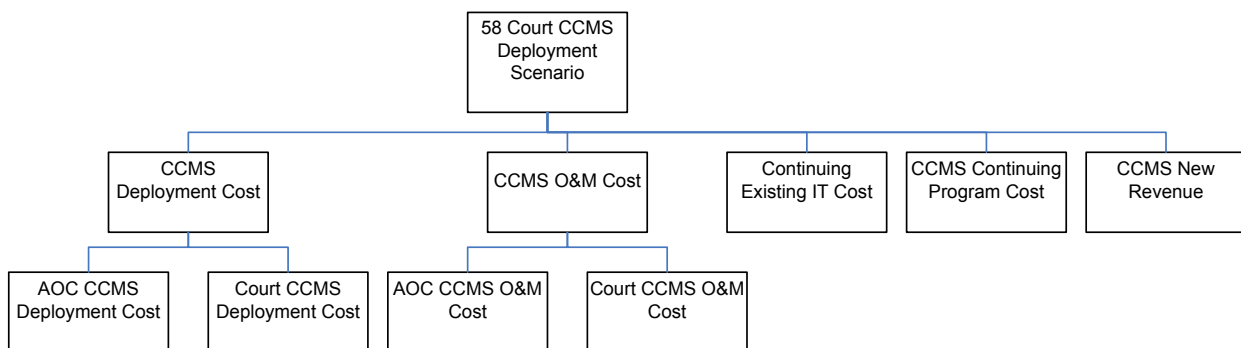 58 Court CCMS
Deployment
Scenario
CCMS
Deployment Cost
CCMS O&M Cost
Continuing
Existing IT Cost
CCMS Continuing
Program Cost
CCMS New
Revenue
AOC CCMS
Deployment Cost
Court CCMS
Deployment Cost
AOC CCMS O&M
Cost
Court CCMS O&M
Cost